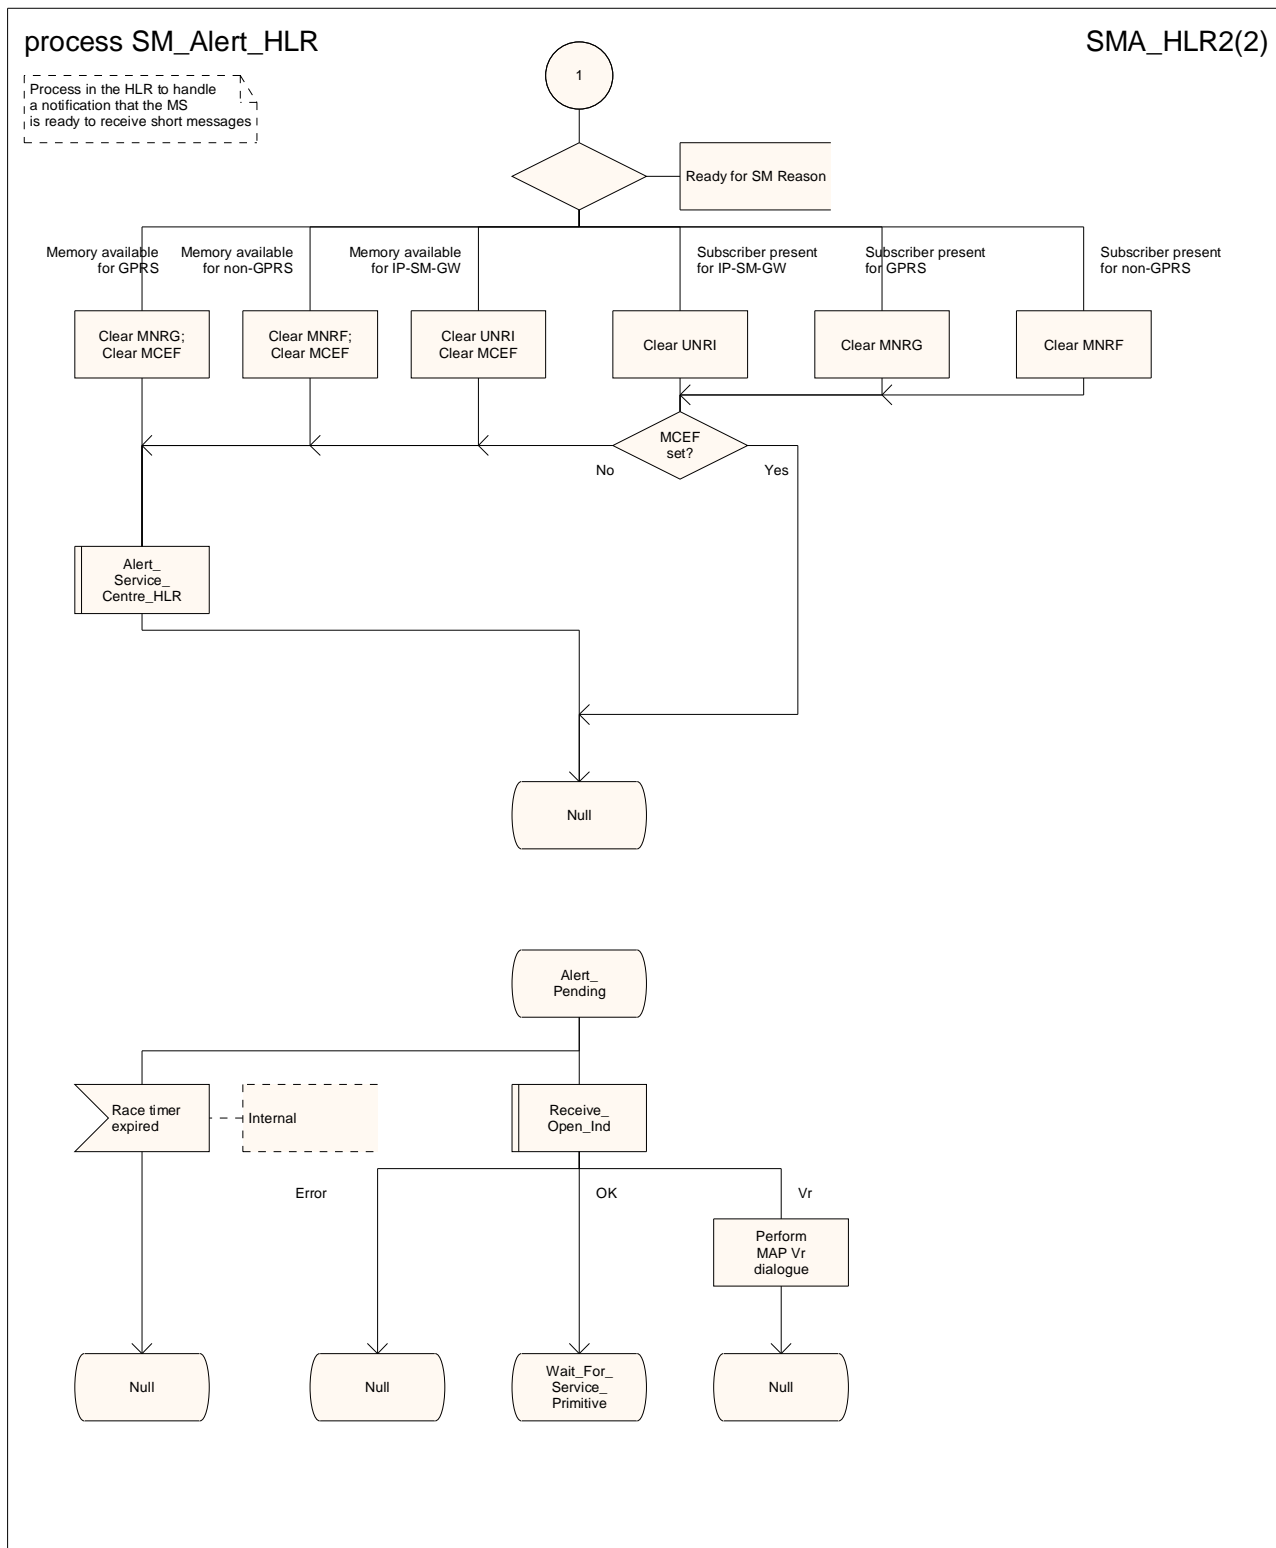 process SM_Alert_HLR
SMA_HLR2(2)
Process in the HLR to handle
a notification that the MS
is ready to receive short messages
1
Ready for SM Reason
Memory available
for GPRS
Memory available
for non-GPRS
Memory available
for IP-SM-GW
Subscriber present
for IP-SM-GW
Subscriber present
for GPRS
Subscriber present
for non-GPRS
Clear MNRG;
Clear MCEF
Clear MNRF;
Clear MCEF
Clear UNRI
Clear MCEF
Clear UNRI
Clear MNRG
Clear MNRF
MCEF
set?
No
Yes
Alert_
Service_
Centre_HLR
Null
Alert_
Pending
Race timer
expired
Internal
Receive_
Open_Ind
Error
OK
Vr
Perform
MAP Vr
dialogue
Null
Null
Wait_For_
Service_
Primitive
Null